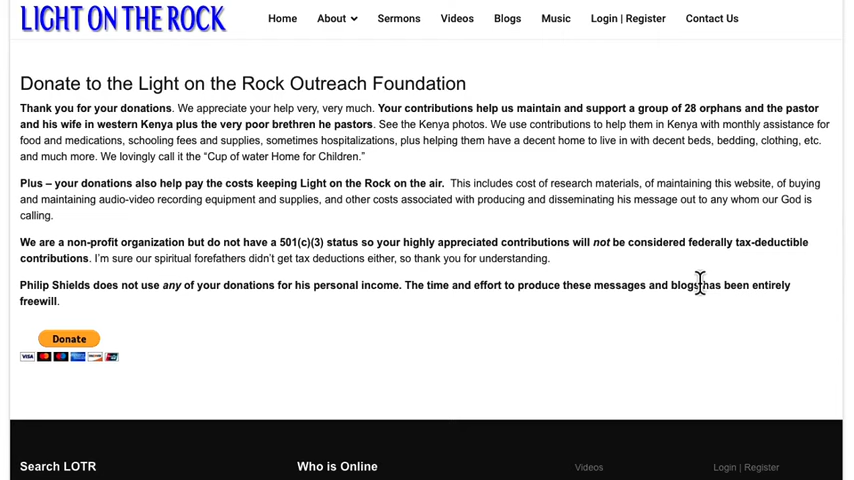 LIGHT ON THE ROCK
Home About Sermons Videos Blogs Music Login | Register Contact Us
Donate to the Light on the Rock Outreach Foundation
Thank you for your donations. We appreciate your help very, very much. Your contributions help us maintain and support a group of 28 orphans and the pastor
and his wife in western Kenya plus the very poor brethren he pastors. See the Kenya photos. We use contributions to help them in Kenya with monthly assistance for
food and medications, schooling fees and supplies, sometimes hospitalizations, plus helping them have a decent home to live in with decent beds, bedding, clothing, etc.
and much more. We lovingly call it the “Cup of water Home for Children.”
Plus – your donations also help pay the costs keeping Light on the Rock on the air. This includes cost of research materials, of maintaining this website, of buying
and maintaining audio-video recording equipment and supplies, and other costs associated with producing and disseminating his message out to any whom our God is
calling.
We are a non-profit organization but do not have a 501(c)(3) status so your highly appreciated contributions will not be considered federally tax-deductible
contributions. I’m sure our spiritual forefathers didn’t get tax deductions either, so thank you for understanding.
Philip Shields does not use any of your donations for his personal income. The time and effort to produce these messages and blogs has been entirely
freewill.
Donate
VISA
Search LOTR Who is Online Videos Login | Register